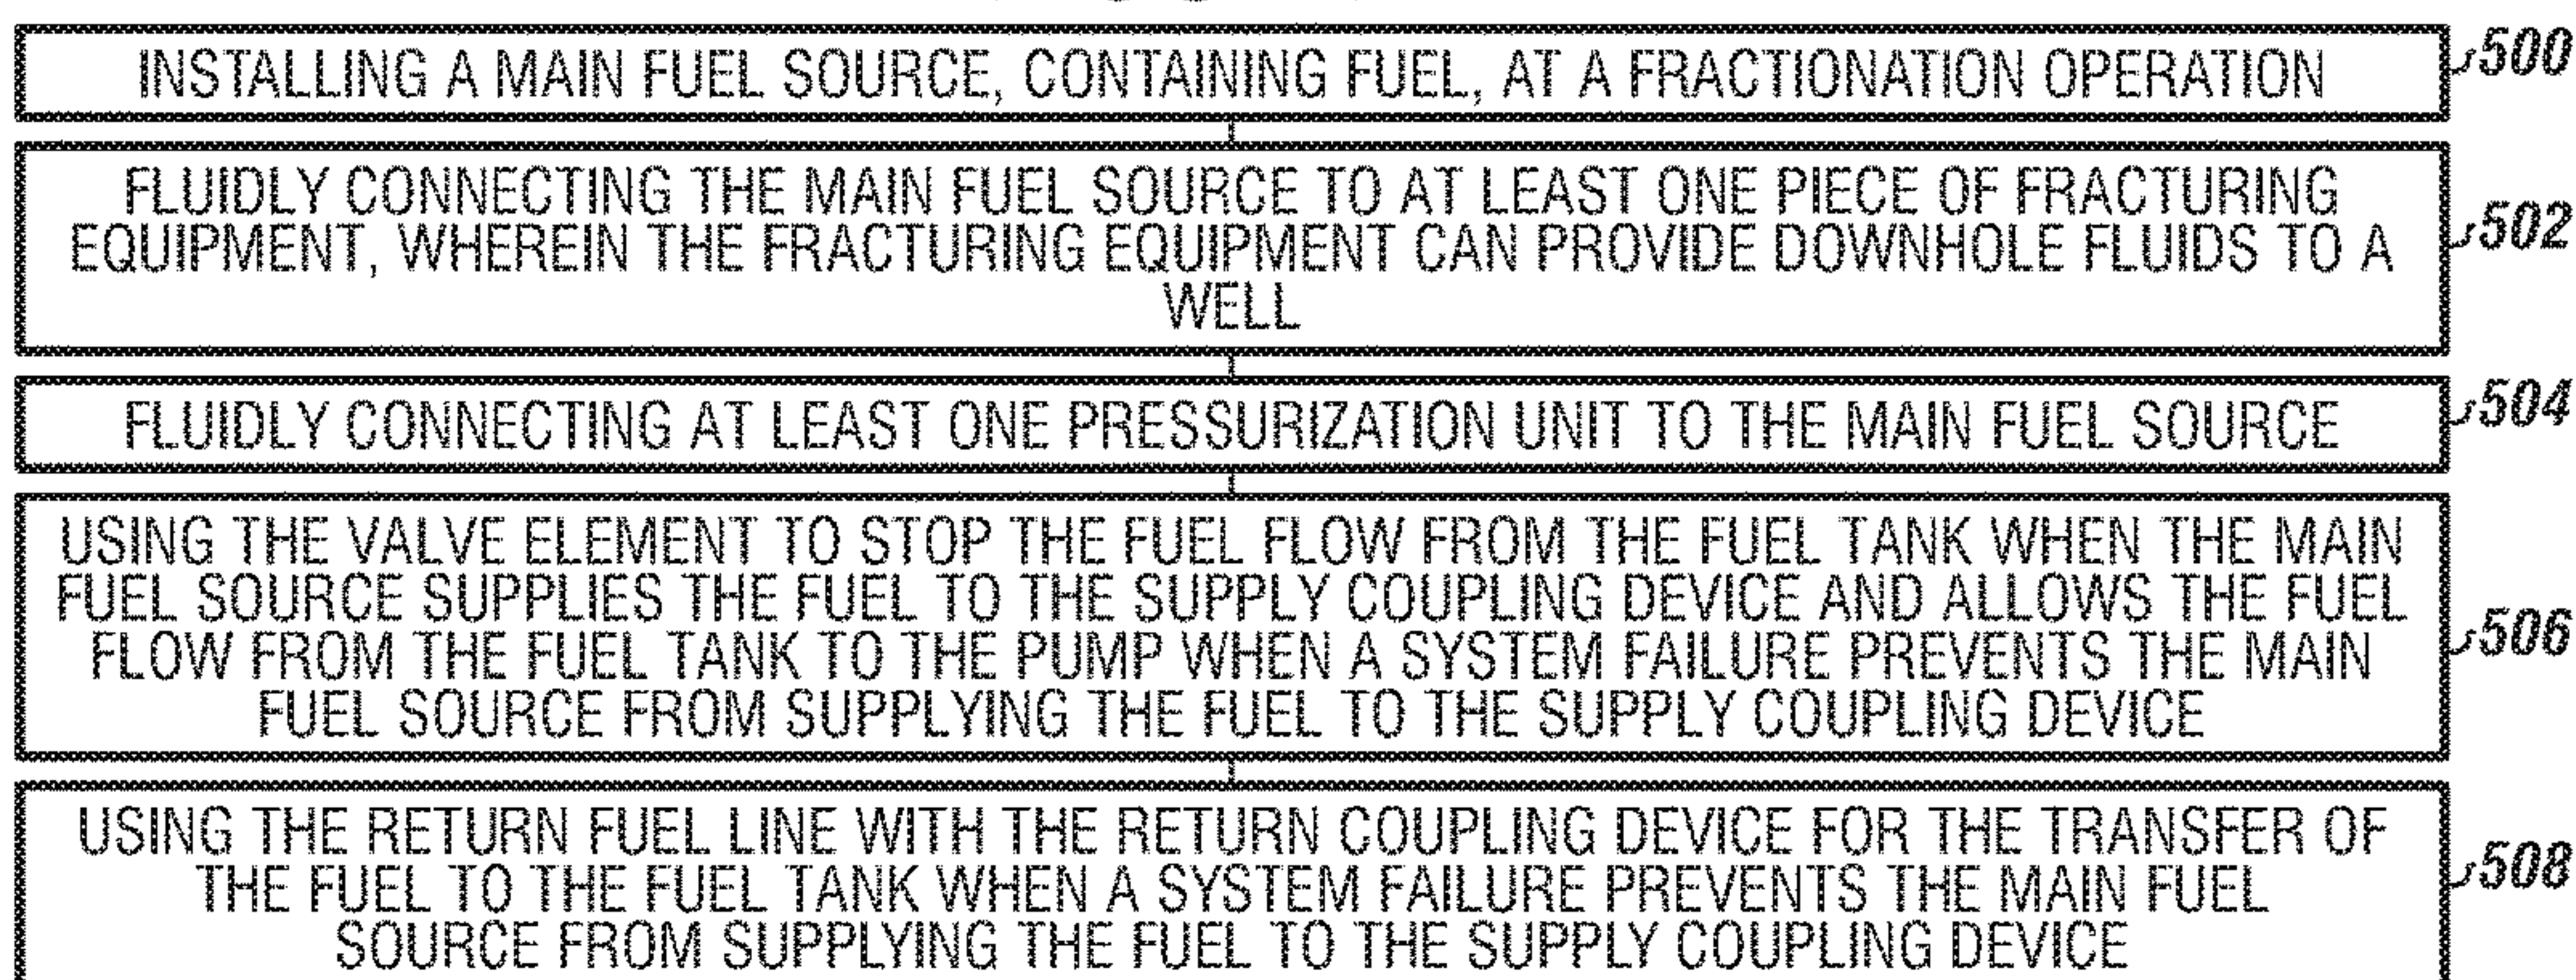 INSTALLING A MAIN FUEL SOURCE, CONTAINING FUEL, AT A FRACTIONATION OPERATION
500
FLUIDLY CONNECTING THE MAIN FUEL SOURCE TO AT LEAST ONE PIECE OF FRACTURING
EQUIPMENT, WHEREIN THE FRACTURING EQUIPMENT CAN PROVIDE DOWNHOLE FLUIDS TO A
WELL
502
FLUIDLY CONNECTING AT LEAST ONE PRESSURIZATION UNIT TO THE MAIN FUEL SOURCE
504
USING THE VALVE ELEMENT TO STOP THE FUEL FLOW FROM THE FUEL TANK WHEN THE MAIN
FUEL SOURCE SUPPLIES THE FUEL TO THE SUPPLY COUPLING DEVICE AND ALLOWS THE FUEL
FLOW FROM THE FUEL TANK TO THE PUMP WHEN A SYSTEM FAILURE PREVENTS THE MAIN
FUEL SOURCE FROM SUPPLYING THE FUEL TO THE SUPPLY COUPLING DEVICE
506
USING THE RETURN FUEL LINE WITH THE RETURN COUPLING DEVICE FOR THE TRANSFER OF
THE FUEL TO THE FUEL TANK WHEN A SYSTEM FAILURE PREVENTS THE MAIN FUEL
SOURCE FROM SUPPLYING THE FUEL TO THE SUPPLY COUPLING DEVICE
508